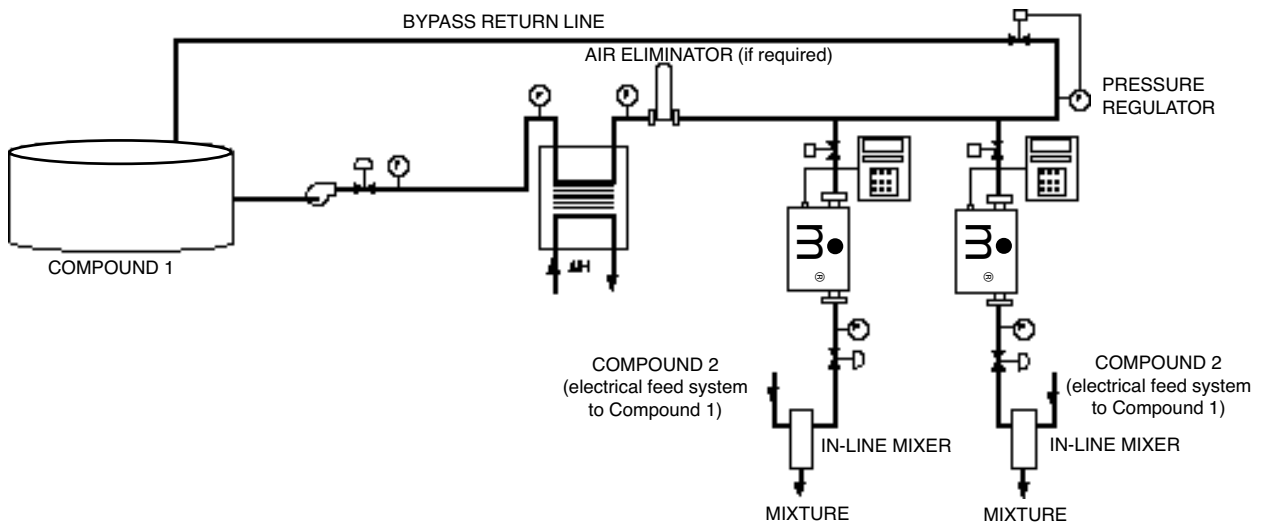 BYPASS RETURN LINE
AIR ELIMINATOR (if required)
PRESSURE
REGULATOR
COMPOUND 1
COMPOUND 2
(electrical feed system
to Compound 1)
COMPOUND 2
(electrical feed system
to Compound 1)
IN-LINE MIXER
IN-LINE MIXER
MIXTURE
MIXTURE